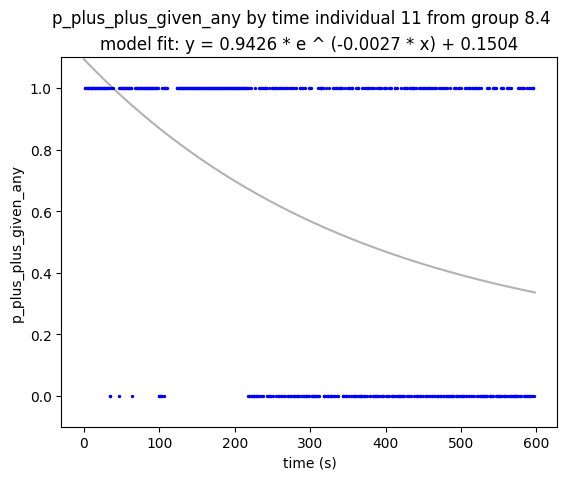 p_plus_plus_given_any by time individual 11 from group 8.4
model fit: y = 0.9426 * e ^ (-0.0027 * x) + 0.1504
1.0
0.8
0.6
0.4
0.2
0.0
p_plus_plus_given_any
0 100 200 300 400 500 600
time (s)